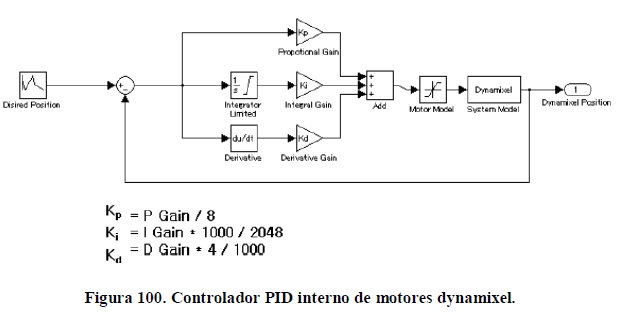 Kp
Propotional Gain
Disired Position
+
−
1
s
Integrator
Limited
Ki
Integral Gain
du/dt
Derivative
Kd
Derivative Gain
+
+
+
Add
Motor Model
Dynamixel
System Model
1
Dynamixel Position
Kp = P Gain / 8
Ki = I Gain * 1000 / 2048
Kd = D Gain * 4 / 1000
Figura 100. Controlador PID interno de motores dynamixel.